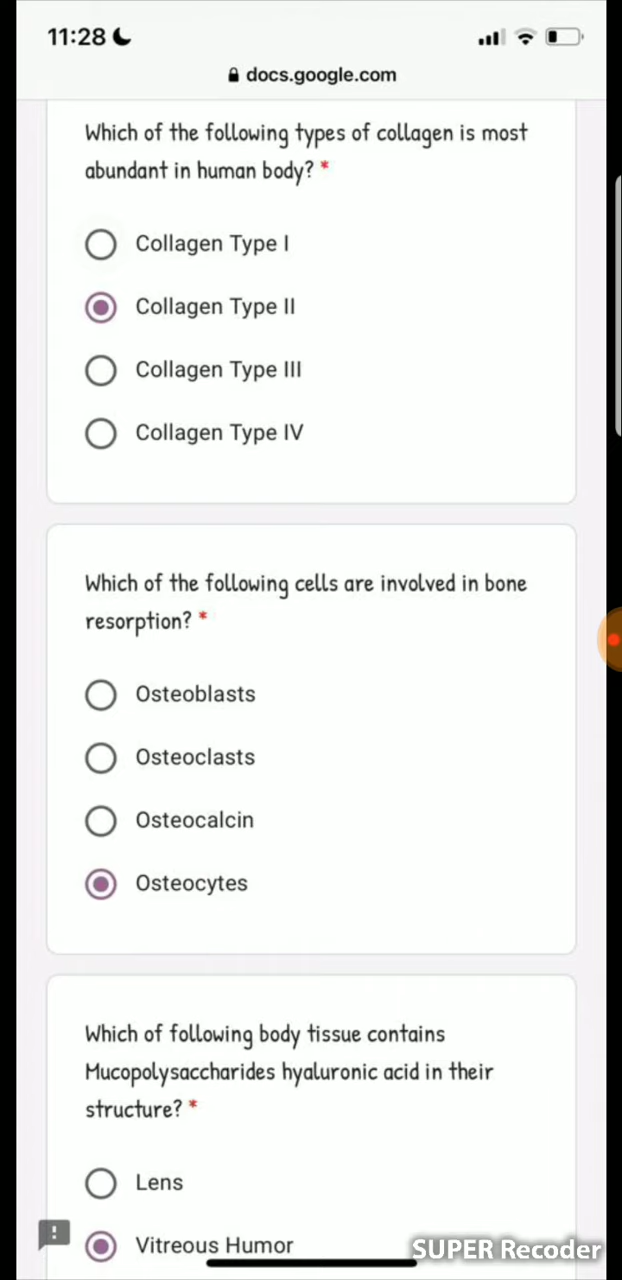 11:28
docs.google.com
Which of the following types of collagen is most
abundant in human body? *
Collagen Type I
Collagen Type II
Collagen Type III
Collagen Type IV
Which of the following cells are involved in bone
resorption? *
Osteoblasts
Osteoclasts
Osteocalcin
Osteocytes
Which of following body tissue contains
Mucopolysaccharides hyaluronic acid in their
structure? *
Lens
Vitreous Humor
SUPER Recoder